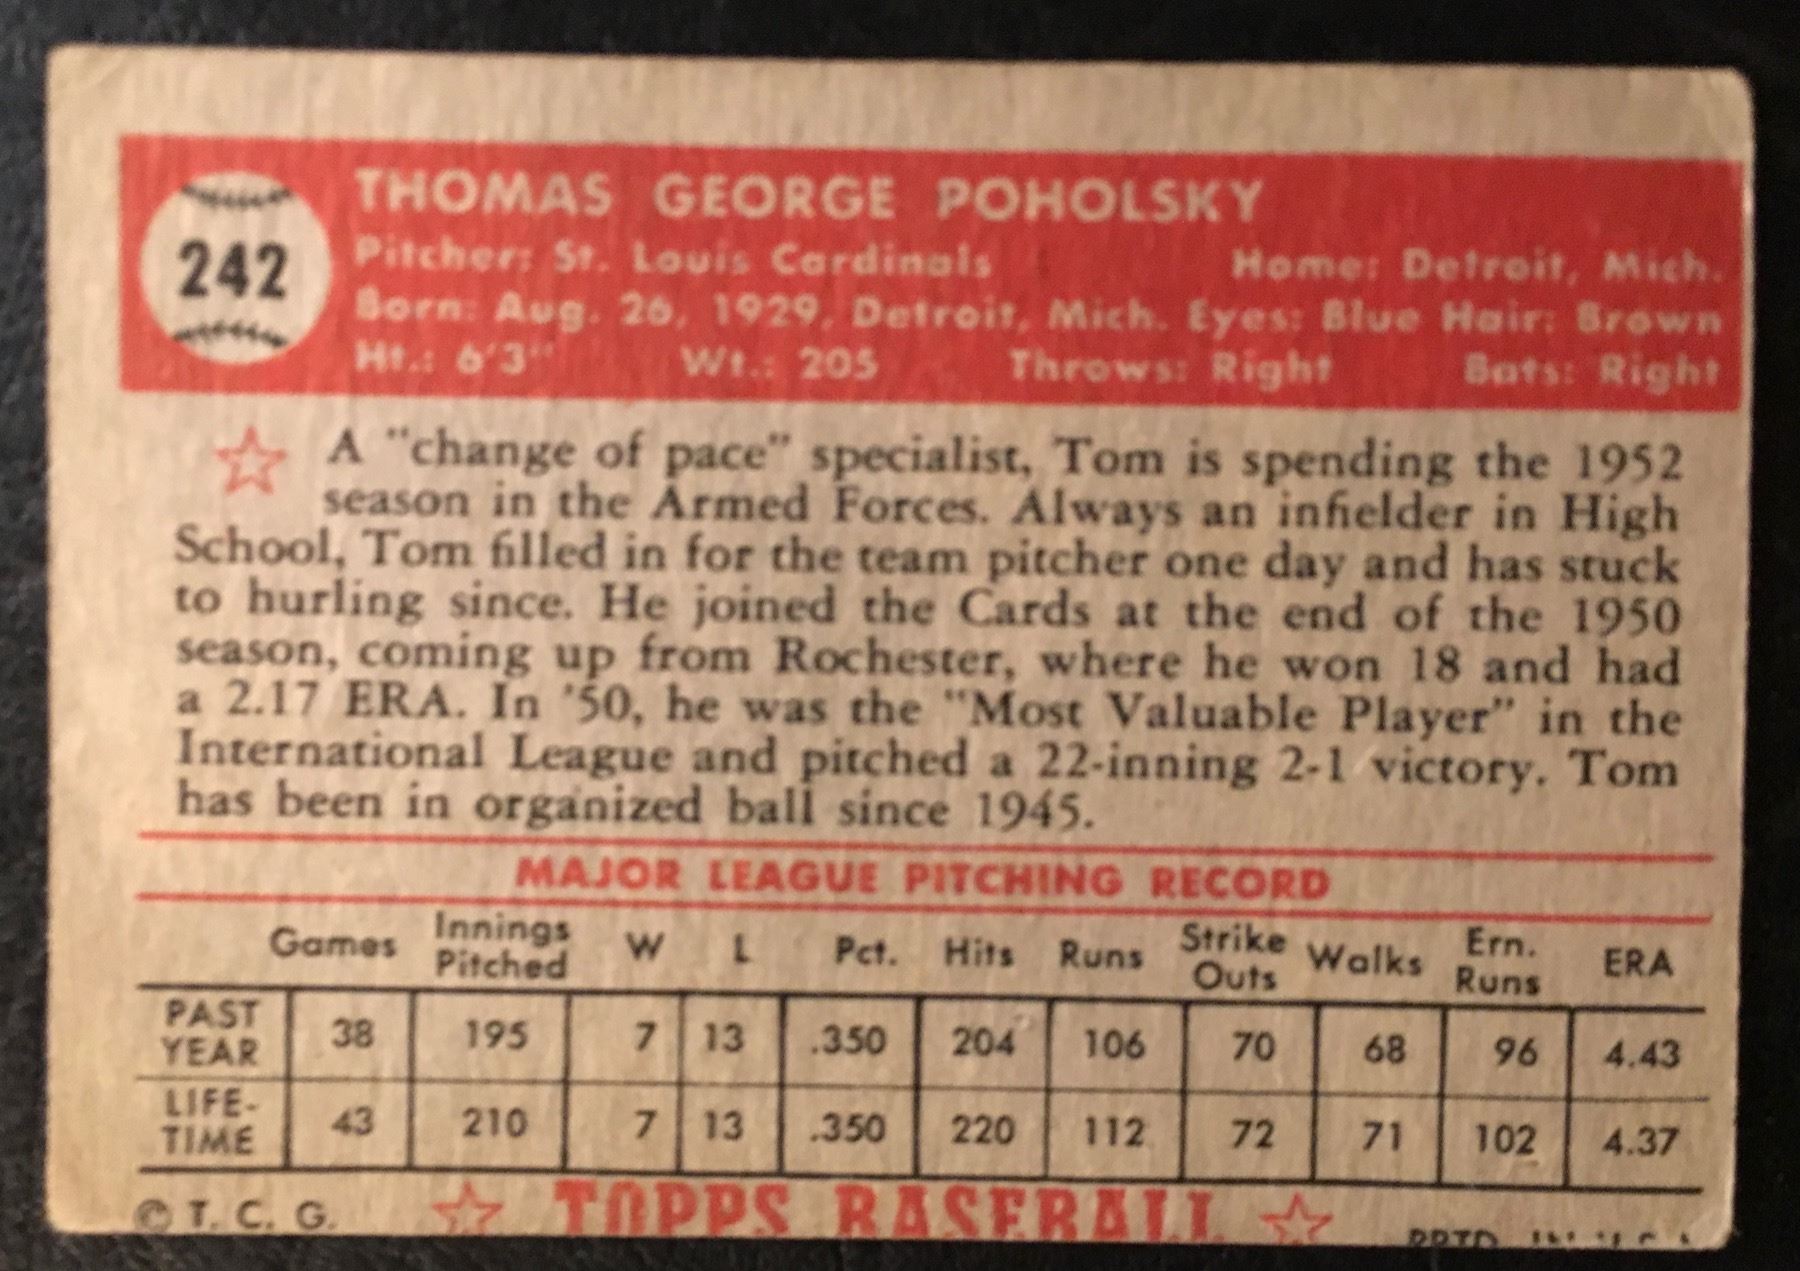 242
THOMAS GEORGE POHOLSKY
Pitcher: St. Louis Cardinals Home: Detroit, Mich.
Born: Aug. 26, 1929, Detroit, Mich. Eyes: Blue Hair: Brown
Ht.: 6'3" Wt.: 205 Throws: Right Bats: Right
A "change of pace" specialist, Tom is spending the 1952
season in the Armed Forces. Always an infielder in High
School, Tom filled in for the team pitcher one day and has stuck
to hurling since. He joined the Cards at the end of the 1950
season, coming up from Rochester, where he won 18 and had
a 2.17 ERA. In '50, he was the "Most Valuable Player" in the
International League and pitched a 22-inning 2-1 victory. Tom
has been in organized ball since 1945.
MAJOR LEAGUE PITCHING RECORD
Games Innings Pitched W L Pct. Hits Runs Strike Outs Walks Ern. Runs ERA
PAST YEAR 38 195 7 13 .350 204 106 70 68 96 4.43
LIFE-TIME 43 210 7 13 .350 220 112 72 71 102 4.37
© T. C. G. TOPPS BASEBALL PRTD. IN U.S.A.